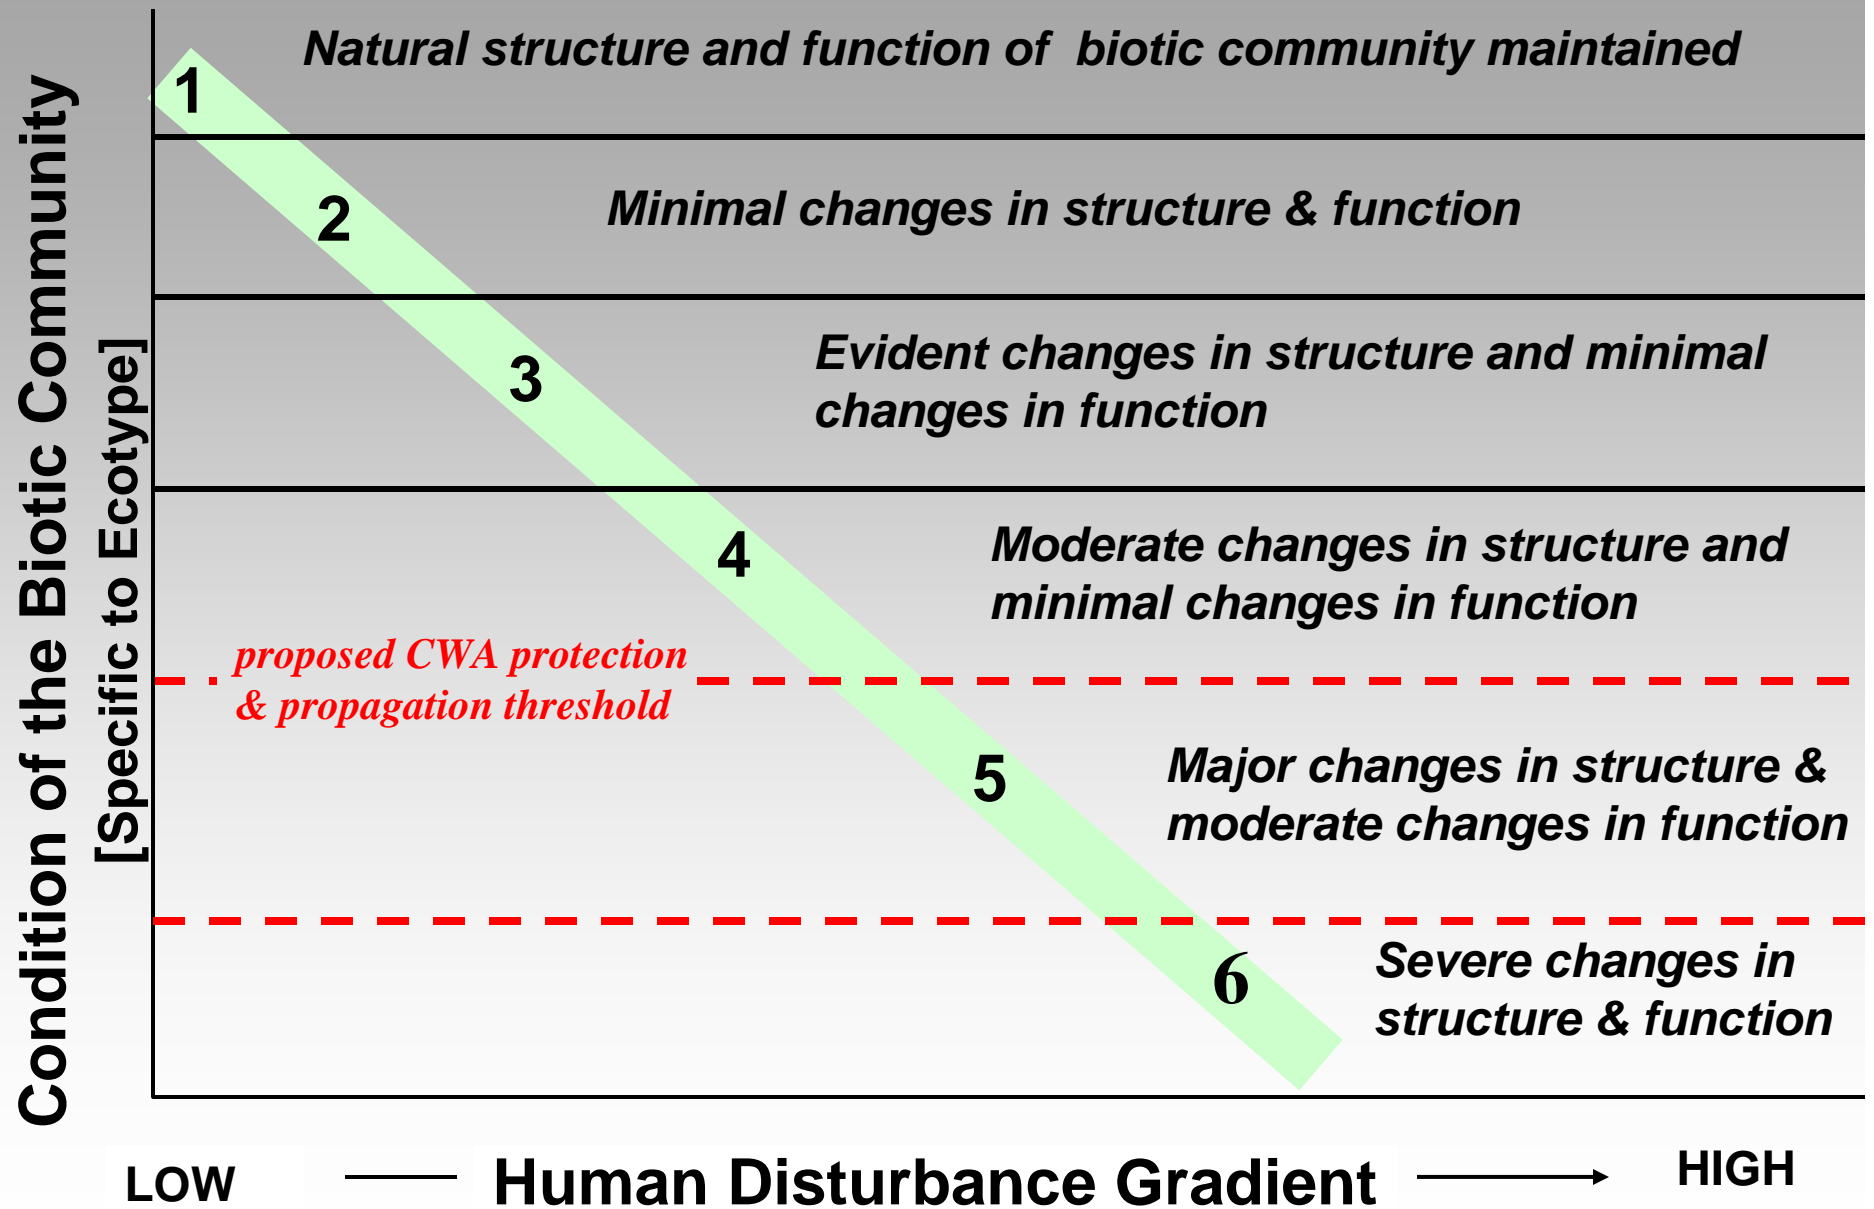 Natural structure and function of biotic community maintained
1
2
Minimal changes in structure & function
3
Evident changes in structure and minimal
changes in function
4
Moderate changes in structure and
minimal changes in function
proposed CWA protection
& propagation threshold
5
Major changes in structure &
moderate changes in function
6
Severe changes in
structure & function
Condition of the Biotic Community
[Specific to Ecotype]
LOW
Human Disturbance Gradient
HIGH